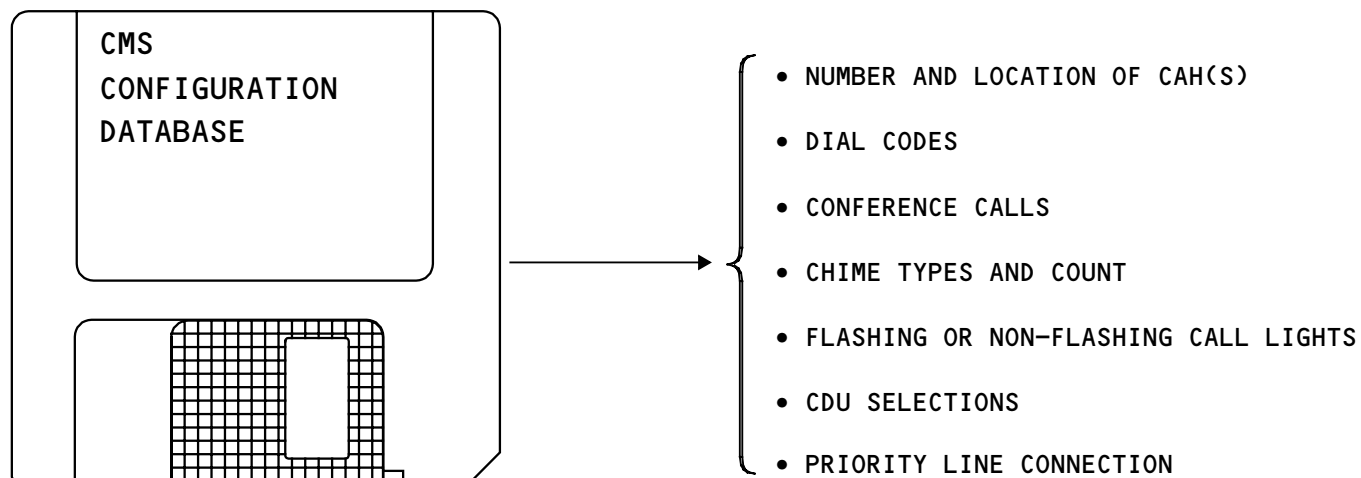 CMS
CONFIGURATION
DATABASE
• NUMBER AND LOCATION OF CAH(S)
• DIAL CODES
• CONFERENCE CALLS
• CHIME TYPES AND COUNT
• FLASHING OR NON-FLASHING CALL LIGHTS
• CDU SELECTIONS
• PRIORITY LINE CONNECTION